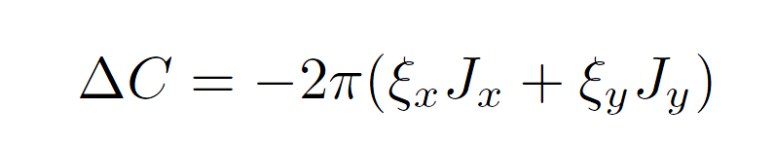 ΔC = −2π(ξ_x J_x + ξ_y J_y)